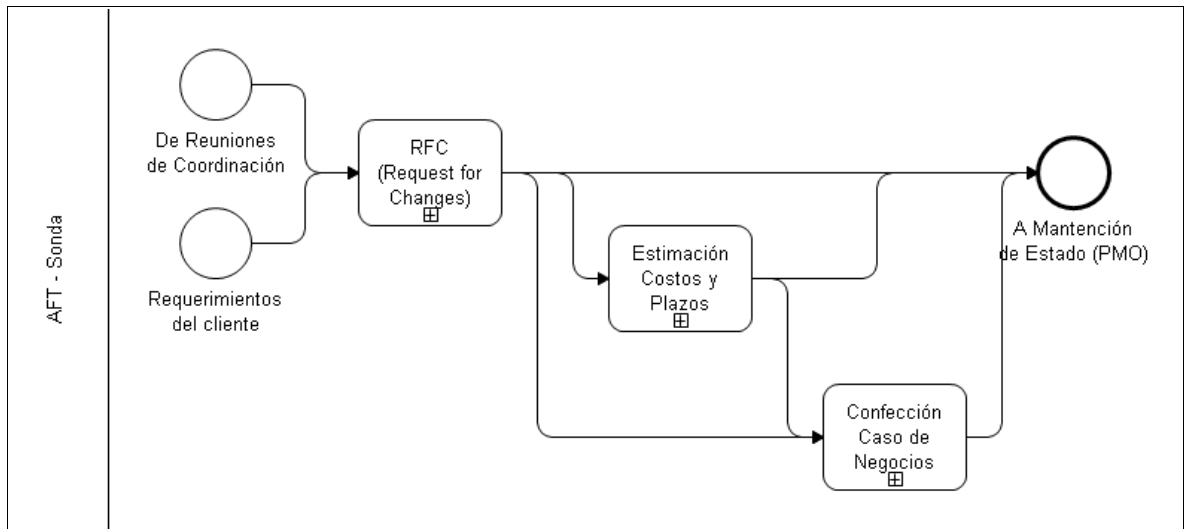 AFT - Sonda
De Reuniones
de Coordinación
Requerimientos
del cliente
RFC
(Request for
Changes)
Estimación
Costos y
Plazos
Confección
Caso de
Negocios
A Mantención
de Estado (PMO)